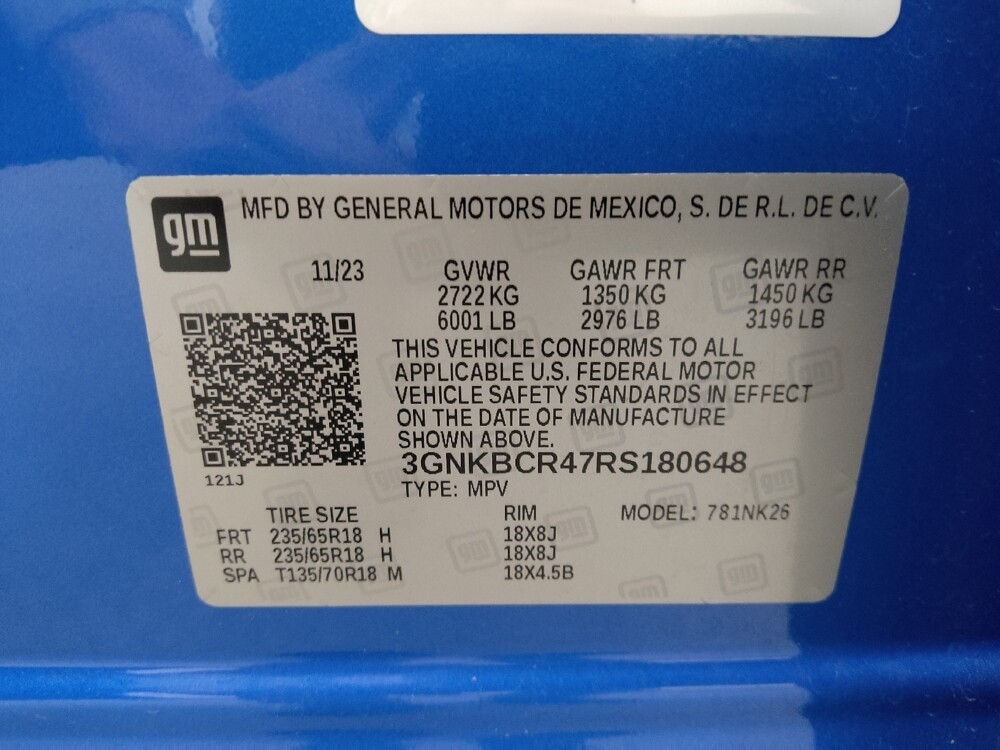 gm MFD BY GENERAL MOTORS DE MEXICO, S. DE R.L. DE C.V.
11/23 GVWR GAWR FRT GAWR RR
2722 KG 1350 KG 1450 KG
6001 LB 2976 LB 3196 LB
THIS VEHICLE CONFORMS TO ALL
APPLICABLE U.S. FEDERAL MOTOR
VEHICLE SAFETY STANDARDS IN EFFECT
ON THE DATE OF MANUFACTURE
SHOWN ABOVE.
3GNKBCR47RS180648
121J
TYPE: MPV
TIRE SIZE RIM MODEL: 781NK26
FRT 235/65R18 H 18X8J
RR 235/65R18 H 18X8J
SPA T135/70R18 M 18X4.5B